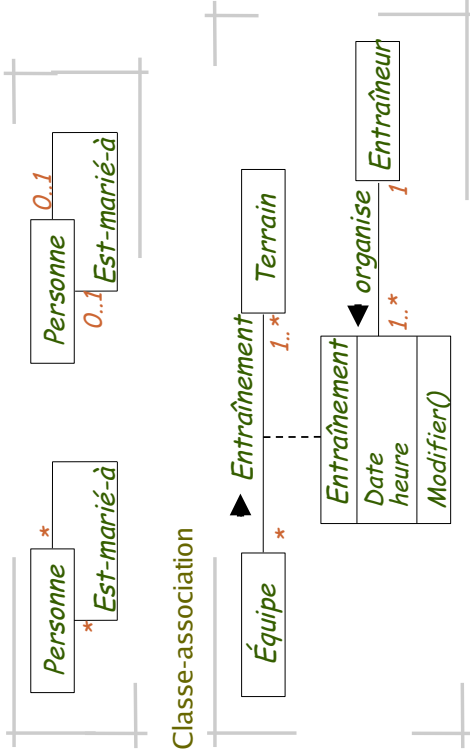 Personne
*
*
Est-marié-à
Personne
0..1
0..1
Est-marié-à
Classe-association
Équipe
*
Entraînement
1..*
Terrain
Entraînement
Date
heure
Modifier()
1..*
organise
1
Entraîneur